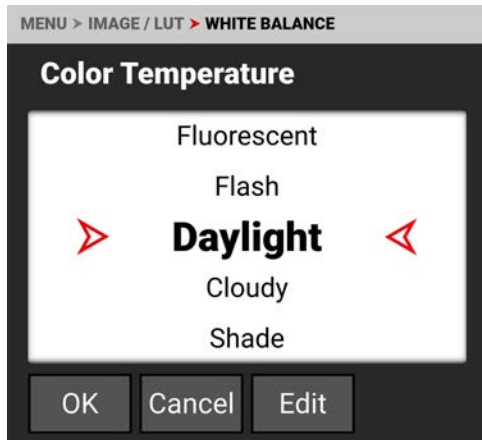 MENU > IMAGE / LUT > WHITE BALANCE
Color Temperature
Fluorescent
Flash
Daylight
Cloudy
Shade
OK Cancel Edit